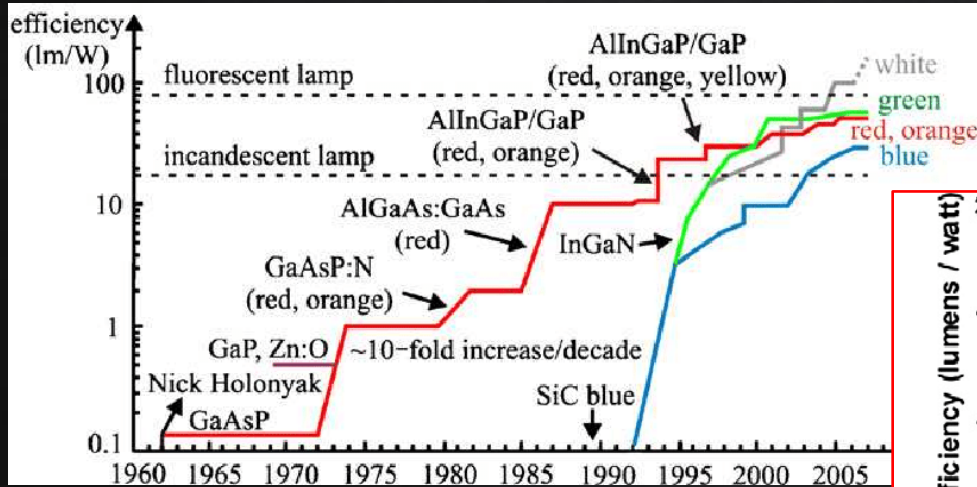 efficiency
(lm/W)
100
10
1
0.1
fluorescent lamp
incandescent lamp
AlInGaP/GaP
(red, orange, yellow)
AlInGaP/GaP
(red, orange)
AlGaAs:GaAs
(red)
GaAsP:N
(red, orange)
GaP, Zn:O
~10-fold increase/decade
Nick Holonyak
GaAsP
InGaN
SiC blue
white
green
red, orange
blue
1960 1965 1970 1975 1980 1985 1990 1995 2000 2005
(lumens / watt)